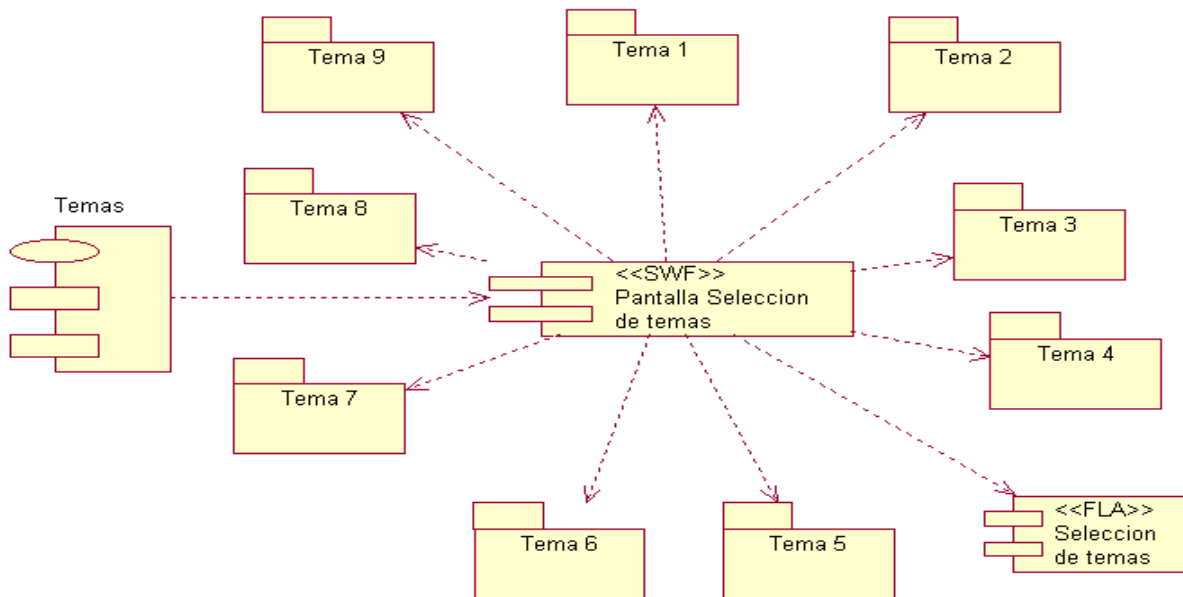 Tema 9
Tema 1
Tema 2
Tema 8
Tema 3
Temas
<<SWF>>
Pantalla Seleccion
de temas
Tema 4
Tema 7
Tema 6
Tema 5
<<FLA>>
Seleccion
de temas